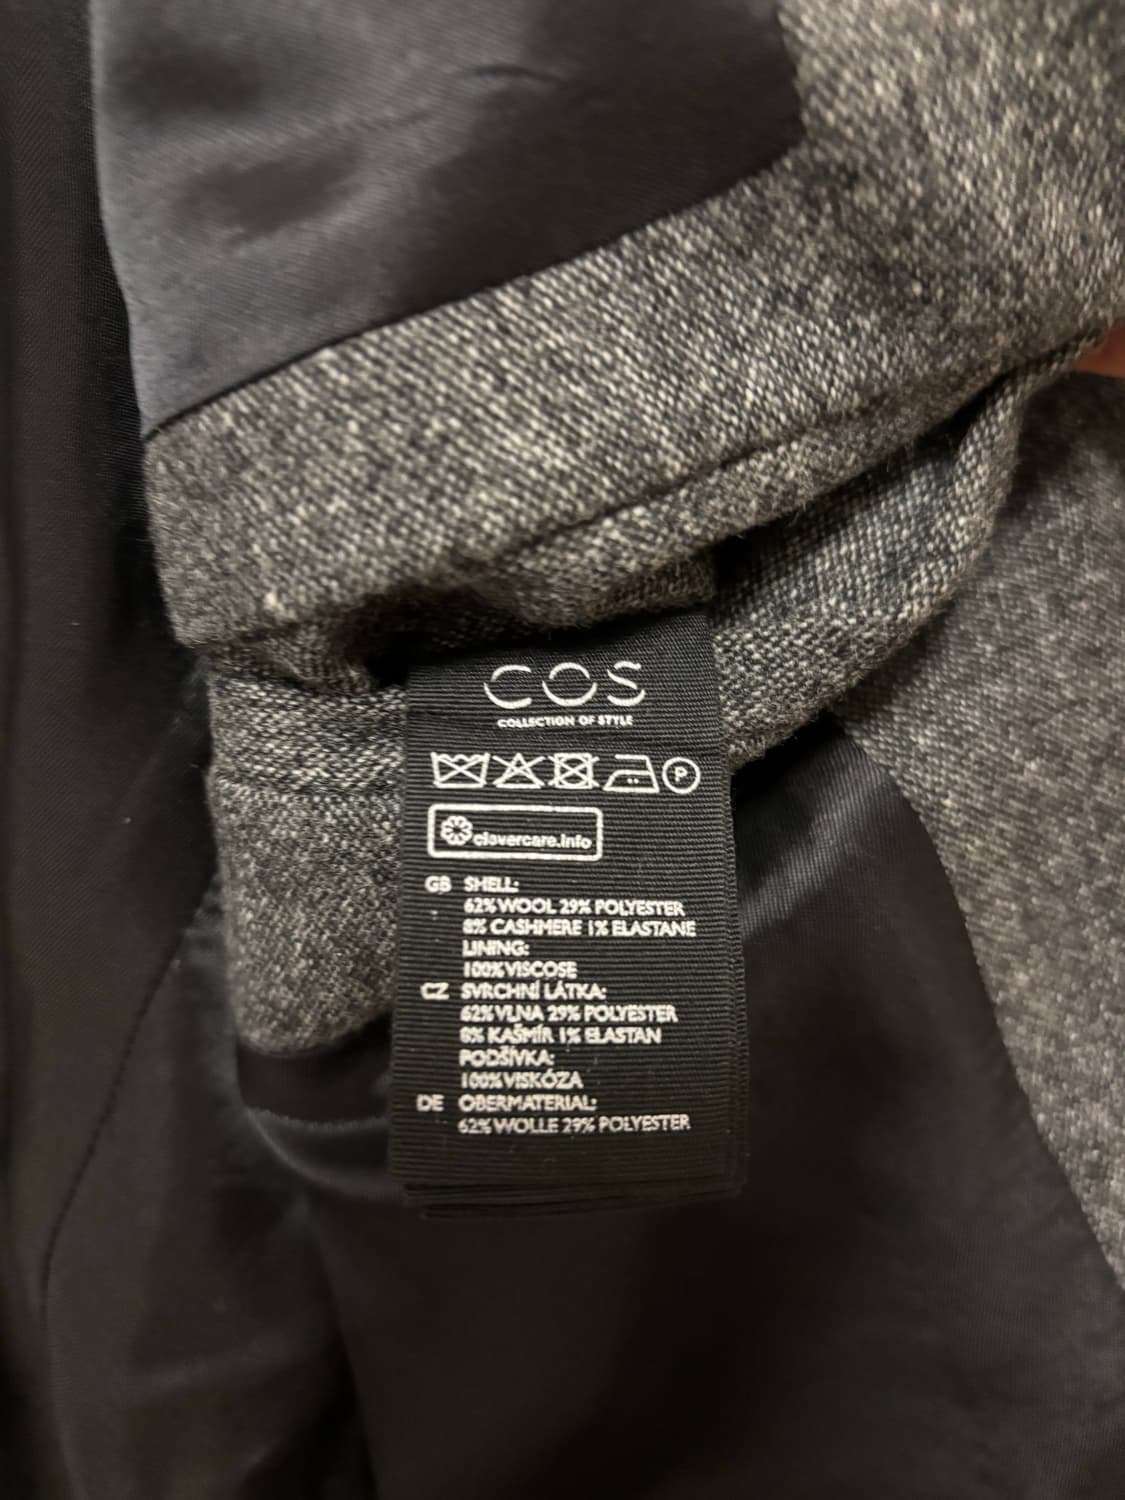 COS
COLLECTION OF STYLE
P
clevercare.info
GB SHELL:
62% WOOL 29% POLYESTER
8% CASHMERE 1% ELASTANE
LINING:
100% VISCOSE
CZ SVRCHNÍ LÁTKA:
62% VLNA 29% POLYESTER
8% KAŠMÍR 1% ELASTAN
PODŠÍVKA:
100% VISKÓZA
DE OBERMATERIAL:
62% WOLLE 29% POLYESTER